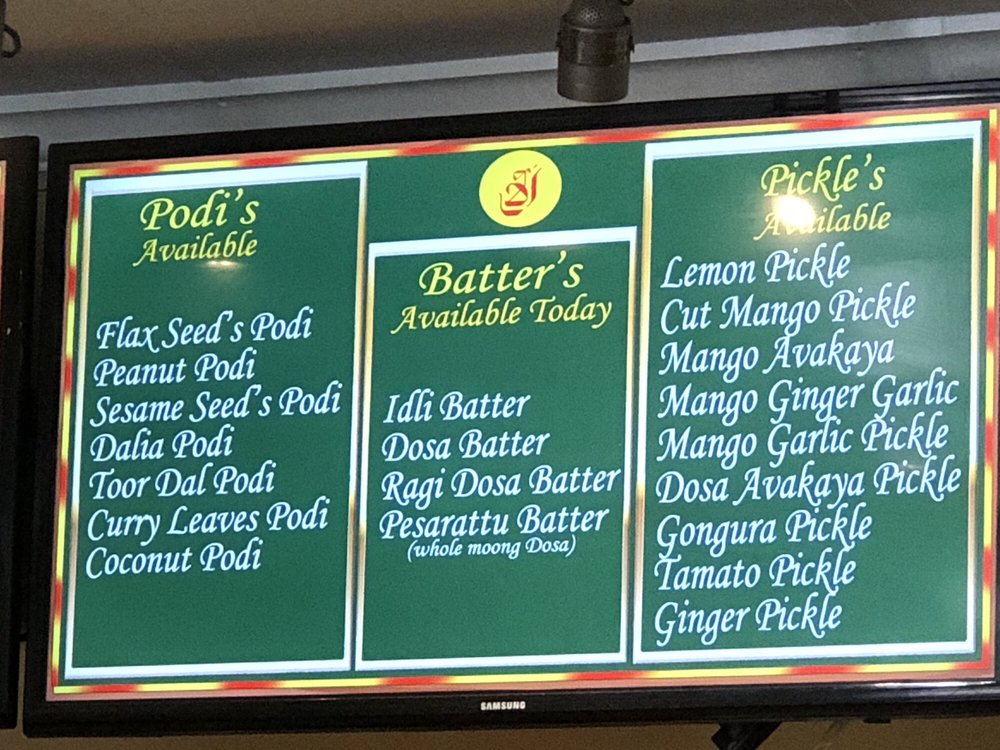 Podi's
Available
Flax Seed's Podi
Peanut Podi
Sesame Seed's Podi
Dalia Podi
Toor Dal Podi
Curry Leaves Podi
Coconut Podi
Batter's
Available Today
Idli Batter
Dosa Batter
Ragi Dosa Batter
Pesarattu Batter
(whole moong Dosa)
Pickle's
Available
Lemon Pickle
Cut Mango Pickle
Mango Avakaya
Mango Ginger Garlic
Mango Garlic Pickle
Dosa Avakaya Pickle
Gongura Pickle
Tamato Pickle
Ginger Pickle
SAMSUNG